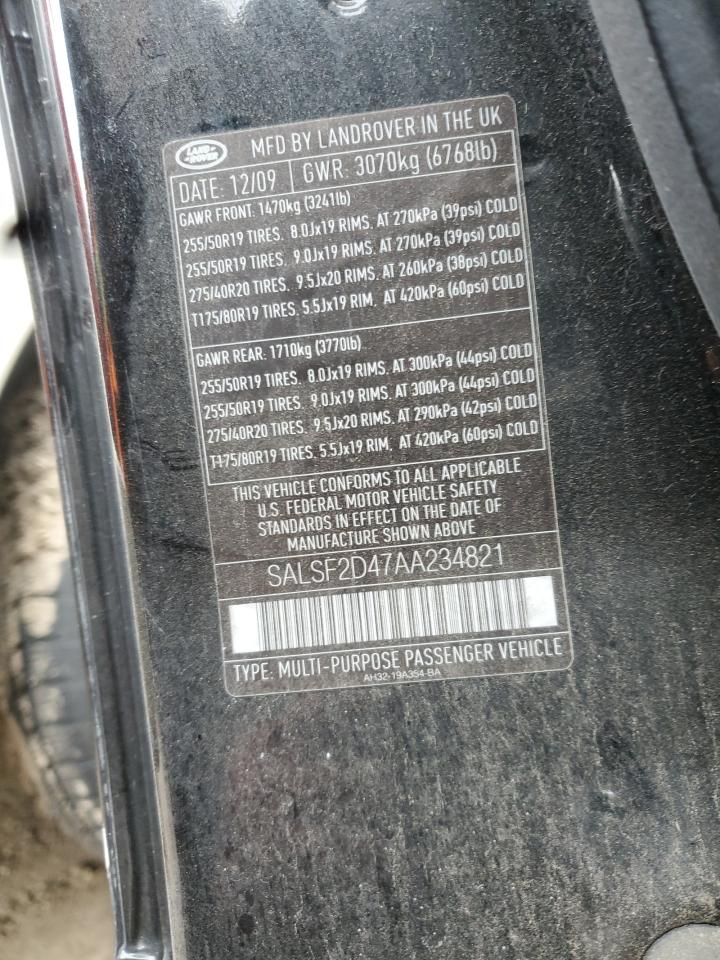 LAND-
-ROVER
MFD BY LANDROVER IN THE UK
DATE: 12/09 GWR: 3070kg (6768lb)
GAWR FRONT: 1470kg (3241lb)
255/50R19 TIRES. 8.0Jx19 RIMS. AT 270kPa (39psi) COLD
255/50R19 TIRES. 9.0Jx19 RIMS. AT 270kPa (39psi) COLD
275/40R20 TIRES. 9.5Jx20 RIMS. AT 260kPa (38psi) COLD
T175/80R19 TIRES. 5.5Jx19 RIM. AT 420kPa (60psi) COLD
GAWR REAR: 1710kg (3770lb)
255/50R19 TIRES. 8.0Jx19 RIMS. AT 300kPa (44psi) COLD
255/50R19 TIRES. 9.0Jx19 RIMS. AT 300kPa (44psi) COLD
275/40R20 TIRES. 9.5Jx20 RIMS. AT 290kPa (42psi) COLD
T175/80R19 TIRES. 5.5Jx19 RIM. AT 420kPa (60psi) COLD
THIS VEHICLE CONFORMS TO ALL APPLICABLE
U.S. FEDERAL MOTOR VEHICLE SAFETY
STANDARDS IN EFFECT ON THE DATE OF
MANUFACTURE SHOWN ABOVE
SALSF2D47AA234821
TYPE: MULTI-PURPOSE PASSENGER VEHICLE
AH32-19A354-BA